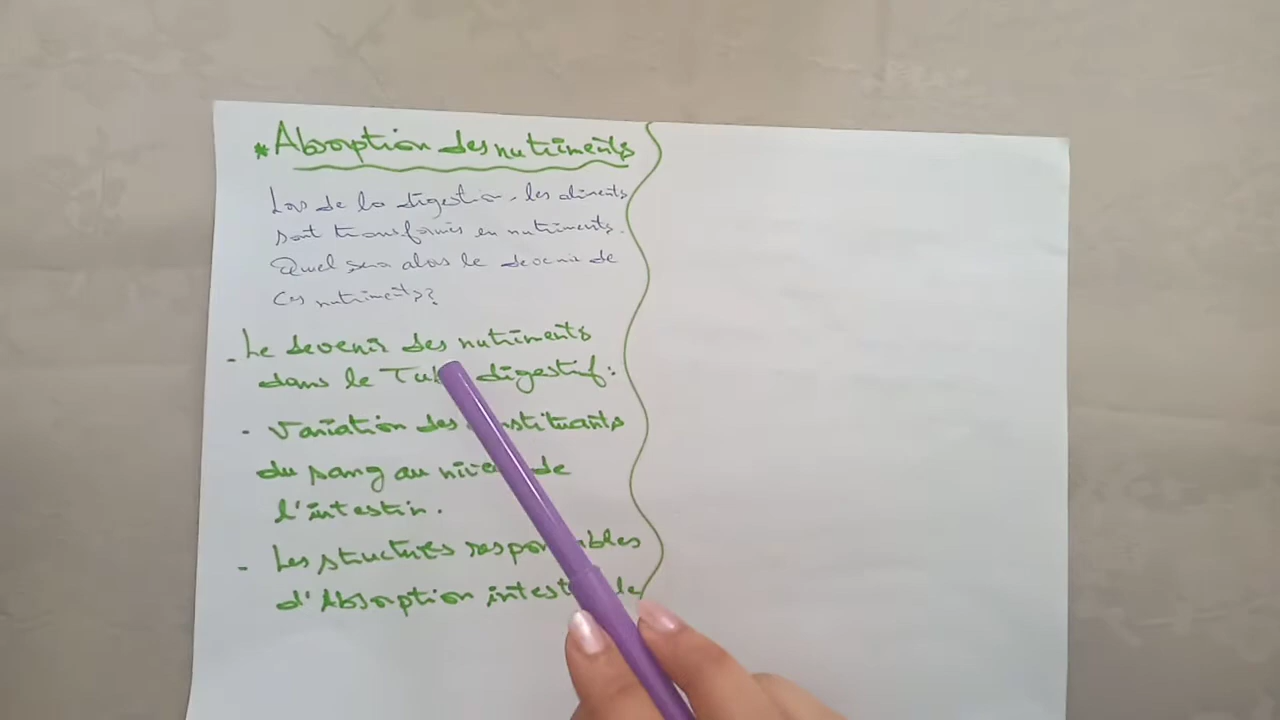 * Absorption des nutriments
Lors de la digestion, les aliments
sont transformés en nutriments.
Quel sera alors le devenir de
Ces nutriments?
- Le devenir des nutriments
dans le Tube digestif:
- Variation des constituants
du sang au niveau de
l'intestin.
- Les structures responsables
d'Absorption intestinale